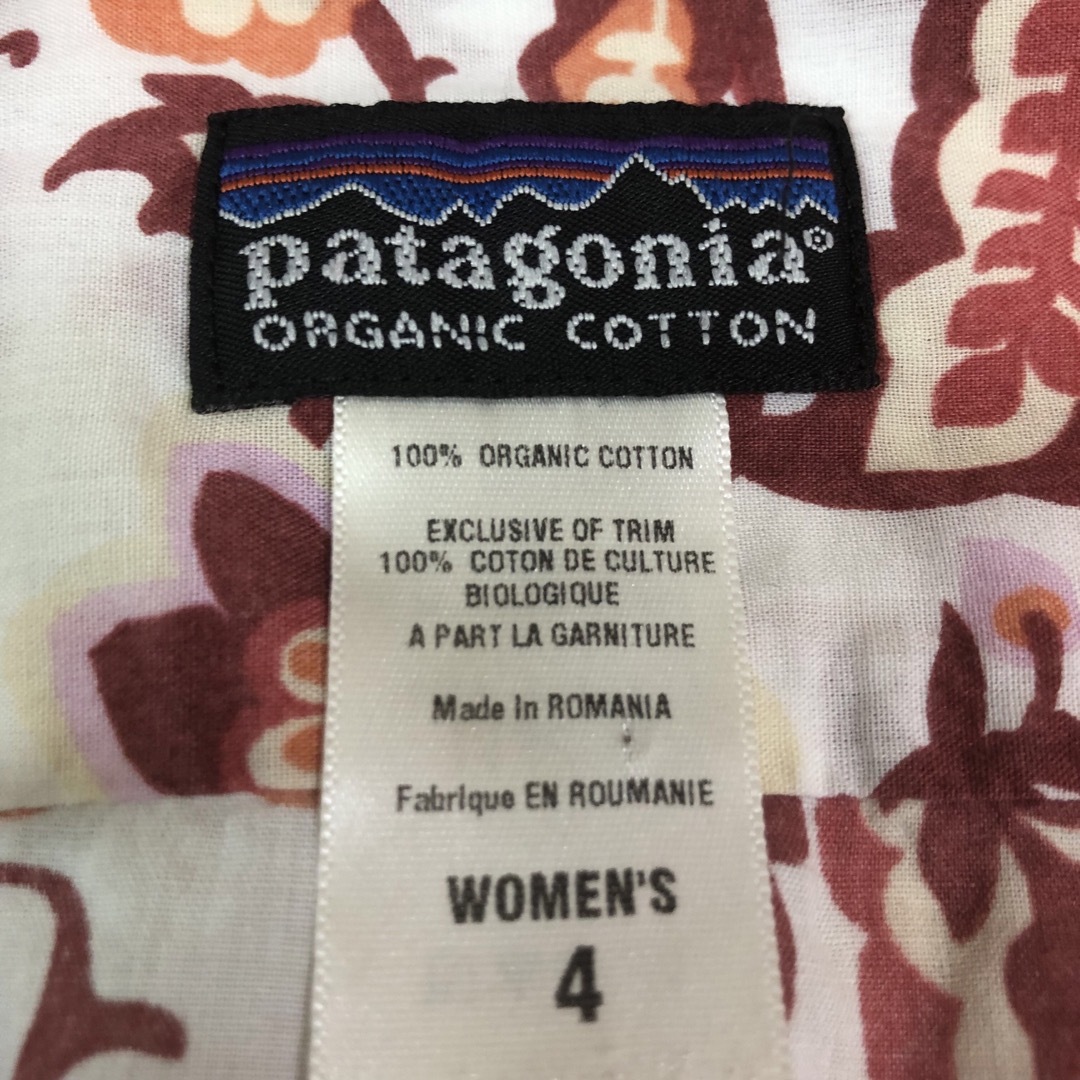 patagonia®
ORGANIC COTTON
100% ORGANIC COTTON
EXCLUSIVE OF TRIM
100% COTON DE CULTURE
BIOLOGIQUE
A PART LA GARNITURE
Made In ROMANIA
Fabrique EN ROUMANIE
WOMEN'S
4